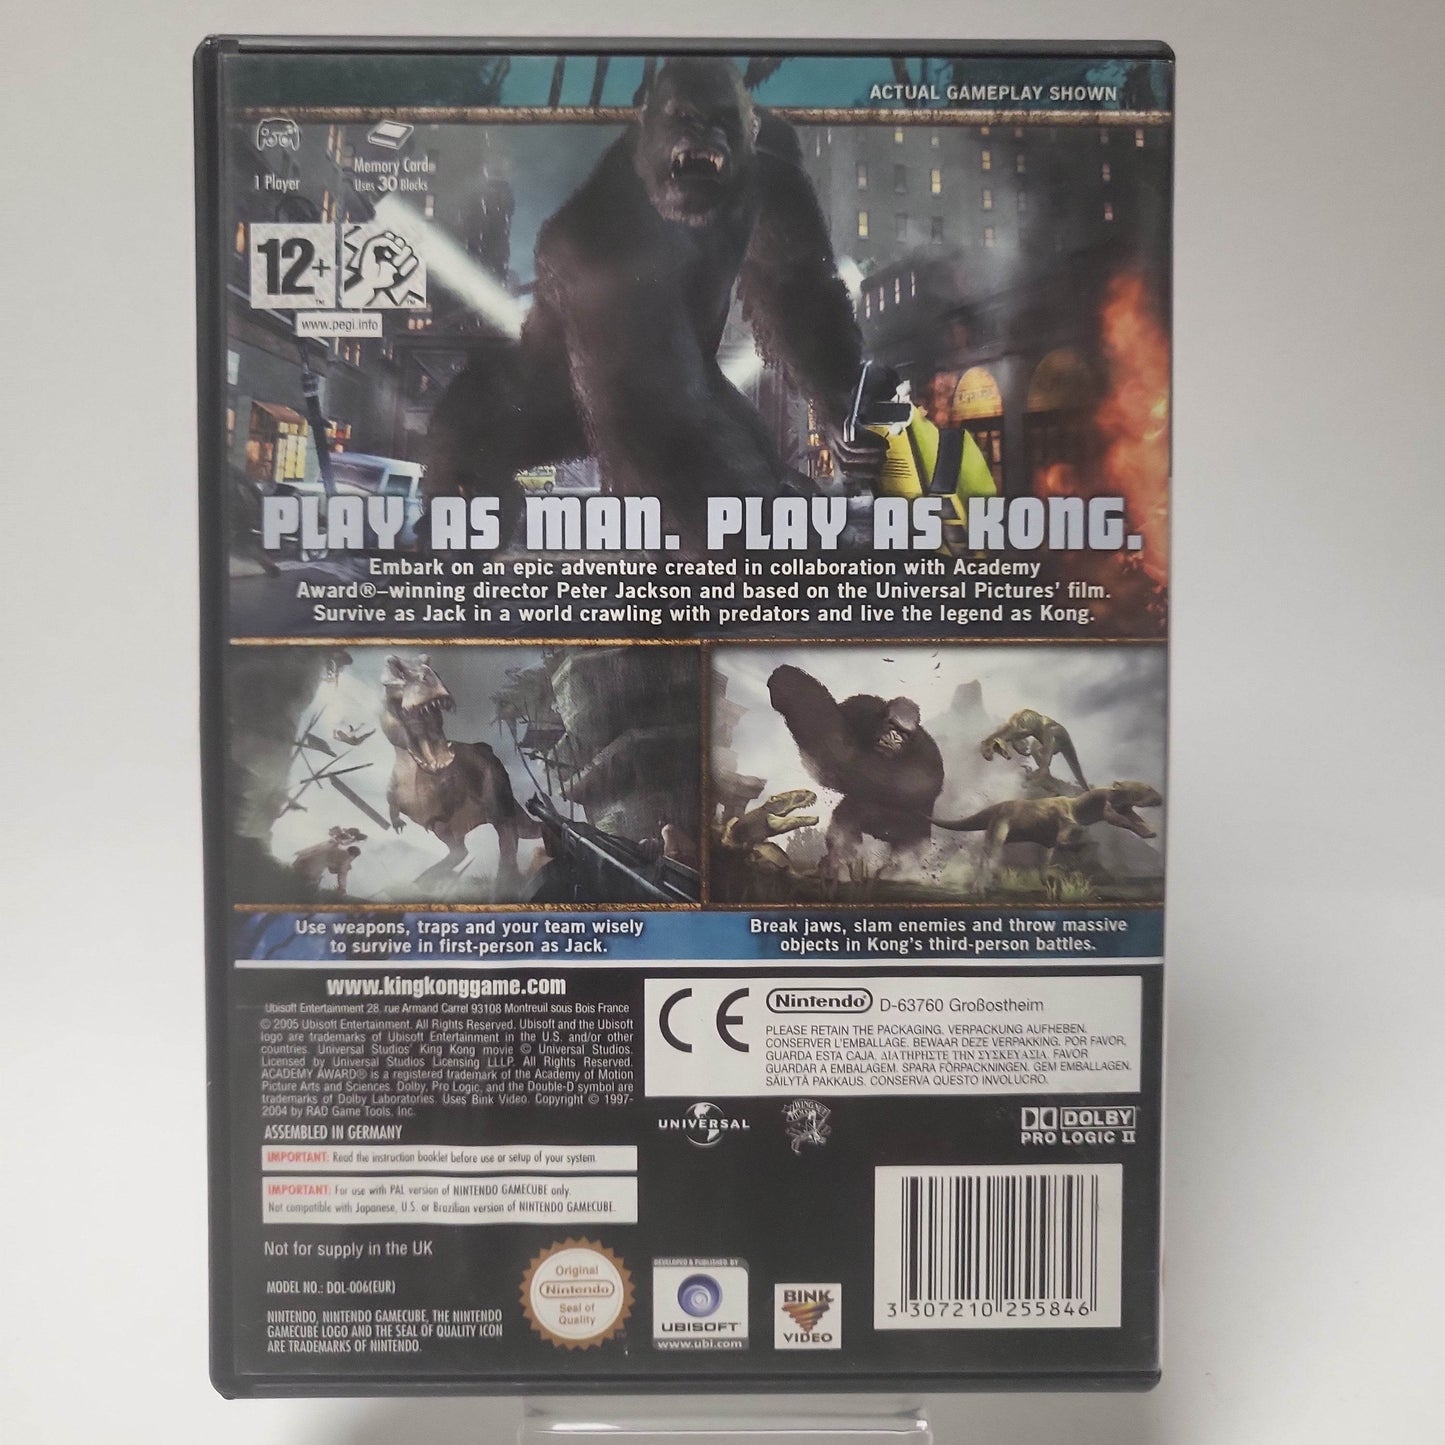 ACTUAL GAMEPLAY SHOWN
1 Player
Memory Card
Uses 30 Blocks
12+
www.pegi.info
PLAY AS MAN. PLAY AS KONG.
Embark on an epic adventure created in collaboration with Academy
Award®–winning director Peter Jackson and based on the Universal Pictures' film.
Survive as Jack in a world crawling with predators and live the legend as Kong.
Use weapons, traps and your team wisely
to survive in first-person as Jack.
Break jaws, slam enemies and throw massive
objects in Kong's third-person battles.
www.kingkonggame.com
Ubisoft Entertainment 28, rue Armand Carrel 93108 Montreuil sous Bois France
© 2005 Ubisoft Entertainment. All Rights Reserved. Ubisoft and the Ubisoft
logo are trademarks of Ubisoft Entertainment in the U.S. and/or other
countries. Universal Studios' King Kong movie © Universal Studios.
Licensed by Universal Studios Licensing LLLP. All Rights Reserved.
ACADEMY AWARD® is a registered trademark of the Academy of Motion
Picture Arts and Sciences. Dolby, Pro Logic, and the Double-D symbol are
trademarks of Dolby Laboratories. Uses Bink Video. Copyright © 1997-
2004 by RAD Game Tools, Inc.
ASSEMBLED IN GERMANY
IMPORTANT: Read the instruction booklet before use or setup of your system.
IMPORTANT: For use with PAL version of NINTENDO GAMECUBE only.
Not compatible with Japanese, U.S. or Brazilian version of NINTENDO GAMECUBE.
Not for supply in the UK
MODEL NO.: DOL-006(EUR)
NINTENDO, NINTENDO GAMECUBE, THE NINTENDO
GAMECUBE LOGO AND THE SEAL OF QUALITY ICON
ARE TRADEMARKS OF NINTENDO.
CE
Nintendo® D-63760 Großostheim
PLEASE RETAIN THE PACKAGING. VERPACKUNG AUFHEBEN.
CONSERVER L'EMBALLAGE. BEWAAR DEZE VERPAKKING. POR FAVOR,
GUARDA ESTA CAJA. ΔΙΑΤΗΡΗΣΤΕ ΤΗΝ ΣΥΣΚΕΥΑΣΙΑ. FAVOR
GUARDAR A EMBALAGEM. SPARA FÖRPACKNINGEN. GEM EMBALLAGEN.
SÄILYTÄ PAKKAUS. CONSERVA QUESTO INVOLUCRO.
UNIVERSAL
WINGNUT
DOLBY
PRO LOGIC II
Original
Nintendo
Seal of
Quality
DEVELOPED & PUBLISHED BY
UBISOFT
www.ubi.com
BINK
VIDEO
3 307210 255846